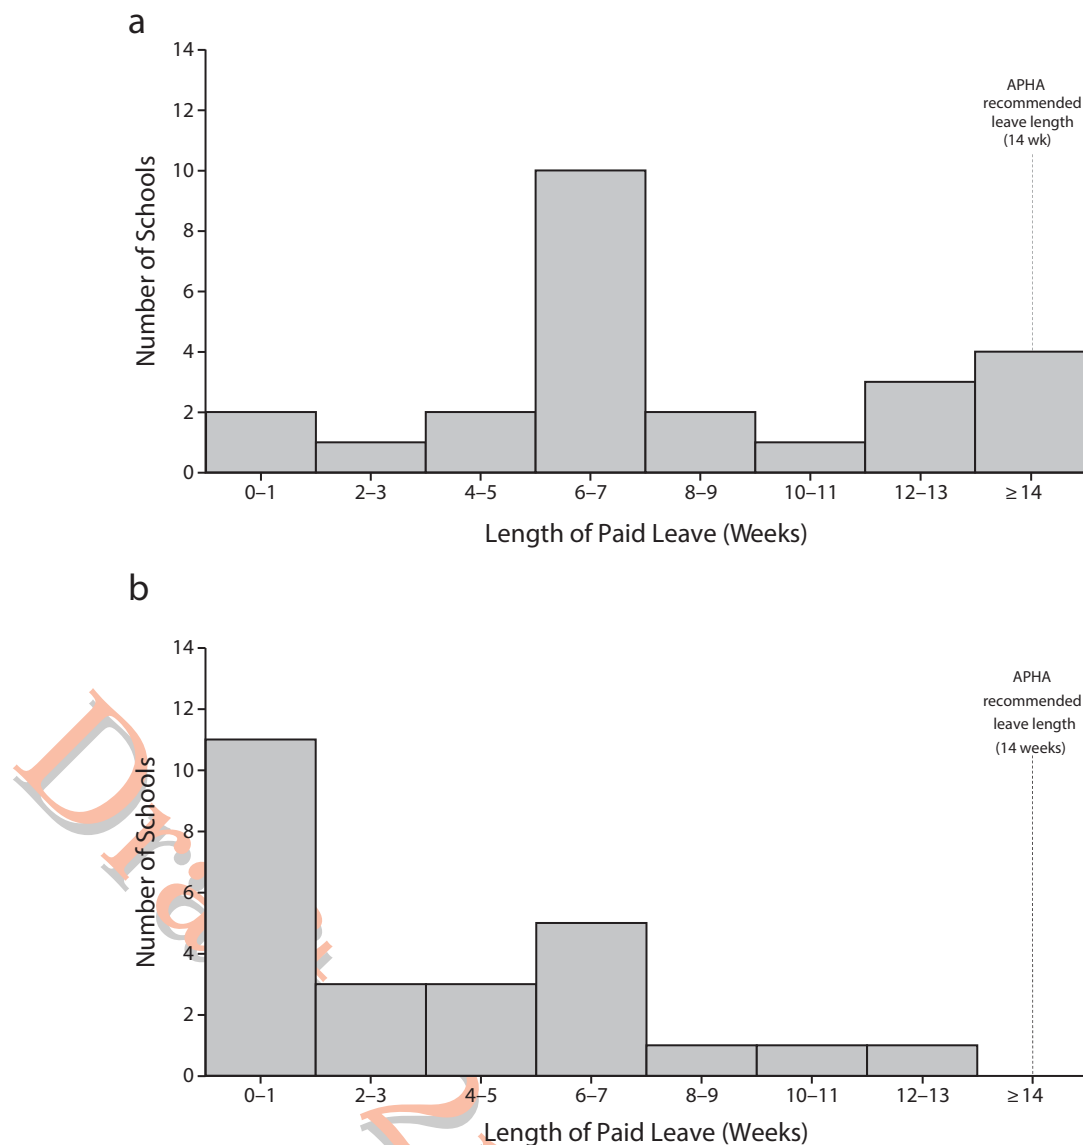 a
14
APHA
recommended
leave length
(14 wk)
12
10
8
6
4
2
0
Number of Schools
0–1 2–3 4–5 6–7 8–9 10–11 12–13 ≥ 14
Length of Paid Leave (Weeks)
b
14
APHA
recommended
leave length
(14 weeks)
12
10
8
6
4
2
0
Number of Schools
0–1 2–3 4–5 6–7 8–9 10–11 12–13 ≥ 14
Length of Paid Leave (Weeks)